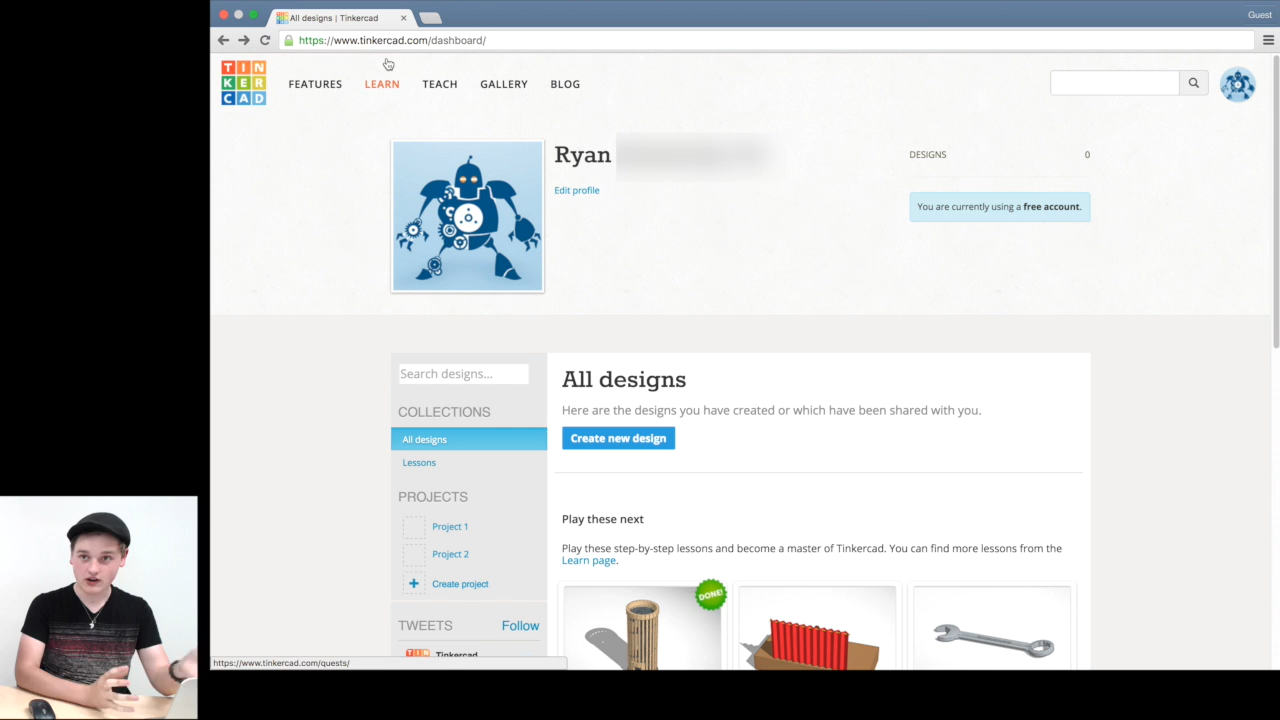 All designs | Tinkercad
Guest
https://www.tinkercad.com/dashboard/
TINKERCAD
FEATURES LEARN TEACH GALLERY BLOG
Ryan
Edit profile
DESIGNS 0
You are currently using a free account.
Search designs...
COLLECTIONS
All designs
Lessons
PROJECTS
Project 1
Project 2
Create project
TWEETS Follow
Tinkercad
All designs
Here are the designs you have created or which have been shared with you.
Create new design
Play these next
Play these step-by-step lessons and become a master of Tinkercad. You can find more lessons from the
Learn page.
DONE!
https://www.tinkercad.com/quests/